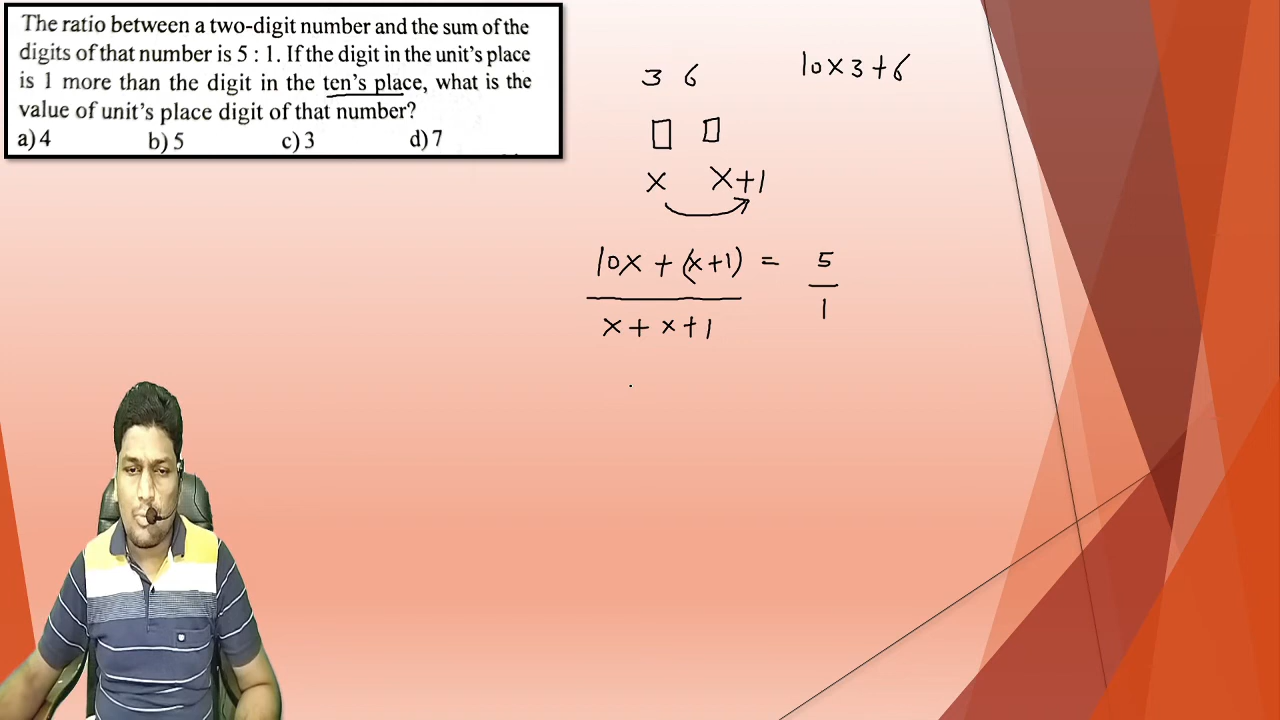 The ratio between a two-digit number and the sum of the
digits of that number is 5 : 1. If the digit in the unit's place
is 1 more than the digit in the ten's place, what is the
value of unit's place digit of that number?
a) 4 b) 5 c) 3 d) 7
3 6
10x3+6
x x+1
10x + (x+1) = 5
x + x + 1 1